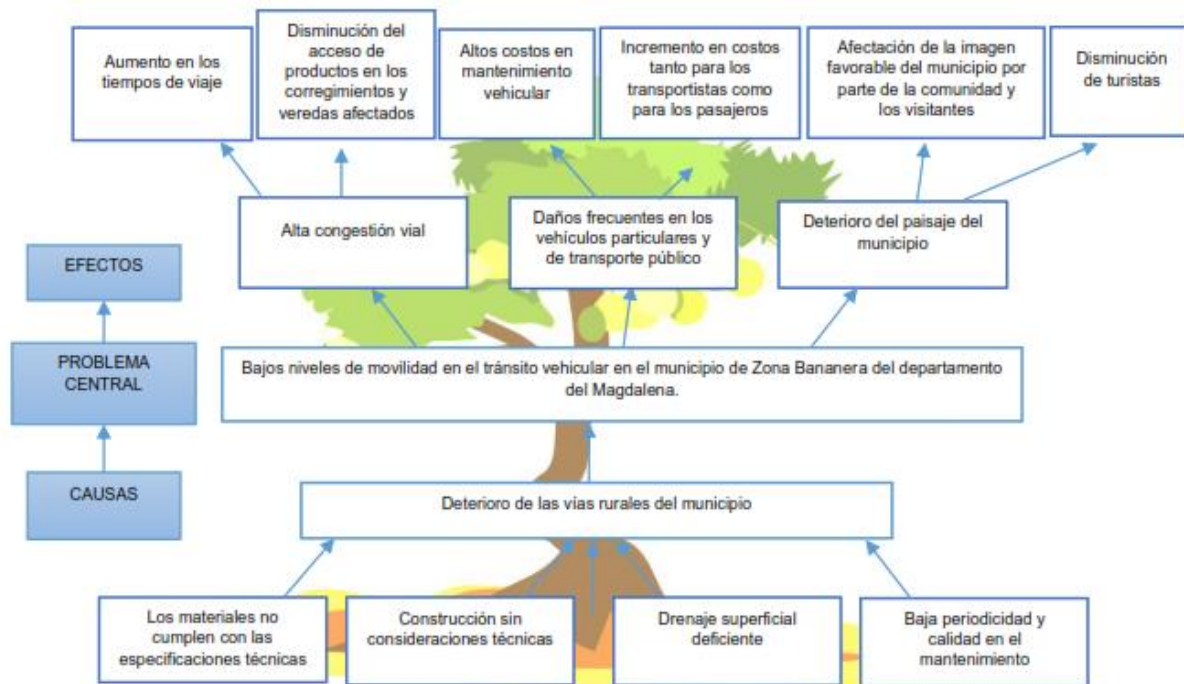 Aumento en los
tiempos de viaje
Disminución del
acceso de
productos en los
corregimientos y
veredas afectados
Altos costos en
mantenimiento
vehicular
Incremento en costos
tanto para los
transportistas como
para los pasajeros
Afectación de la imagen
favorable del municipio por
parte de la comunidad y
los visitantes
Disminución
de turistas
Alta congestión vial
Daños frecuentes en los
vehículos particulares y
de transporte público
Deterioro del paisaje del
municipio
EFECTOS
PROBLEMA
CENTRAL
Bajos niveles de movilidad en el tránsito vehicular en el municipio de Zona Bananera del departamento
del Magdalena.
CAUSAS
Deterioro de las vías rurales del municipio
Los materiales no
cumplen con las
especificaciones técnicas
Construcción sin
consideraciones técnicas
Drenaje superficial
deficiente
Baja periodicidad y
calidad en el
mantenimiento